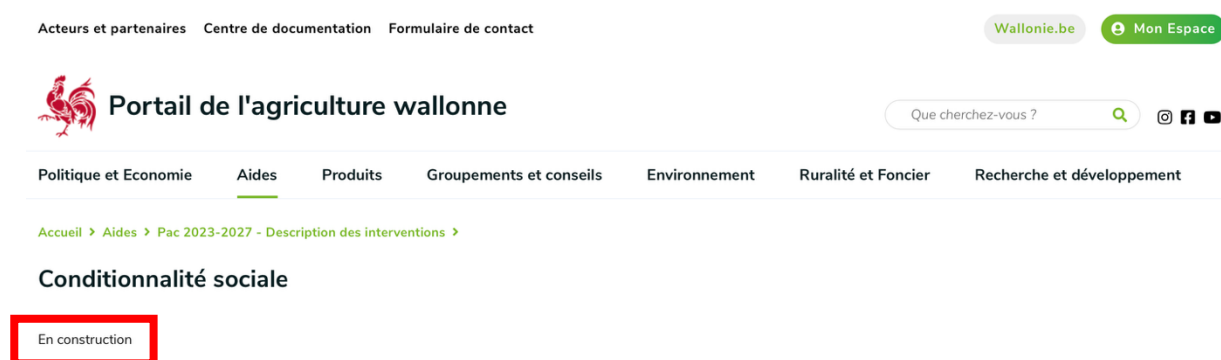 Acteurs et partenaires Centre de documentation Formulaire de contact Wallonie.be Mon Espace
Portail de l'agriculture wallonne
Que cherchez-vous ?
Politique et Economie Aides Produits Groupements et conseils Environnement Ruralité et Foncier Recherche et développement
Accueil > Aides > Pac 2023-2027 - Description des interventions >
Conditionnalité sociale
En construction